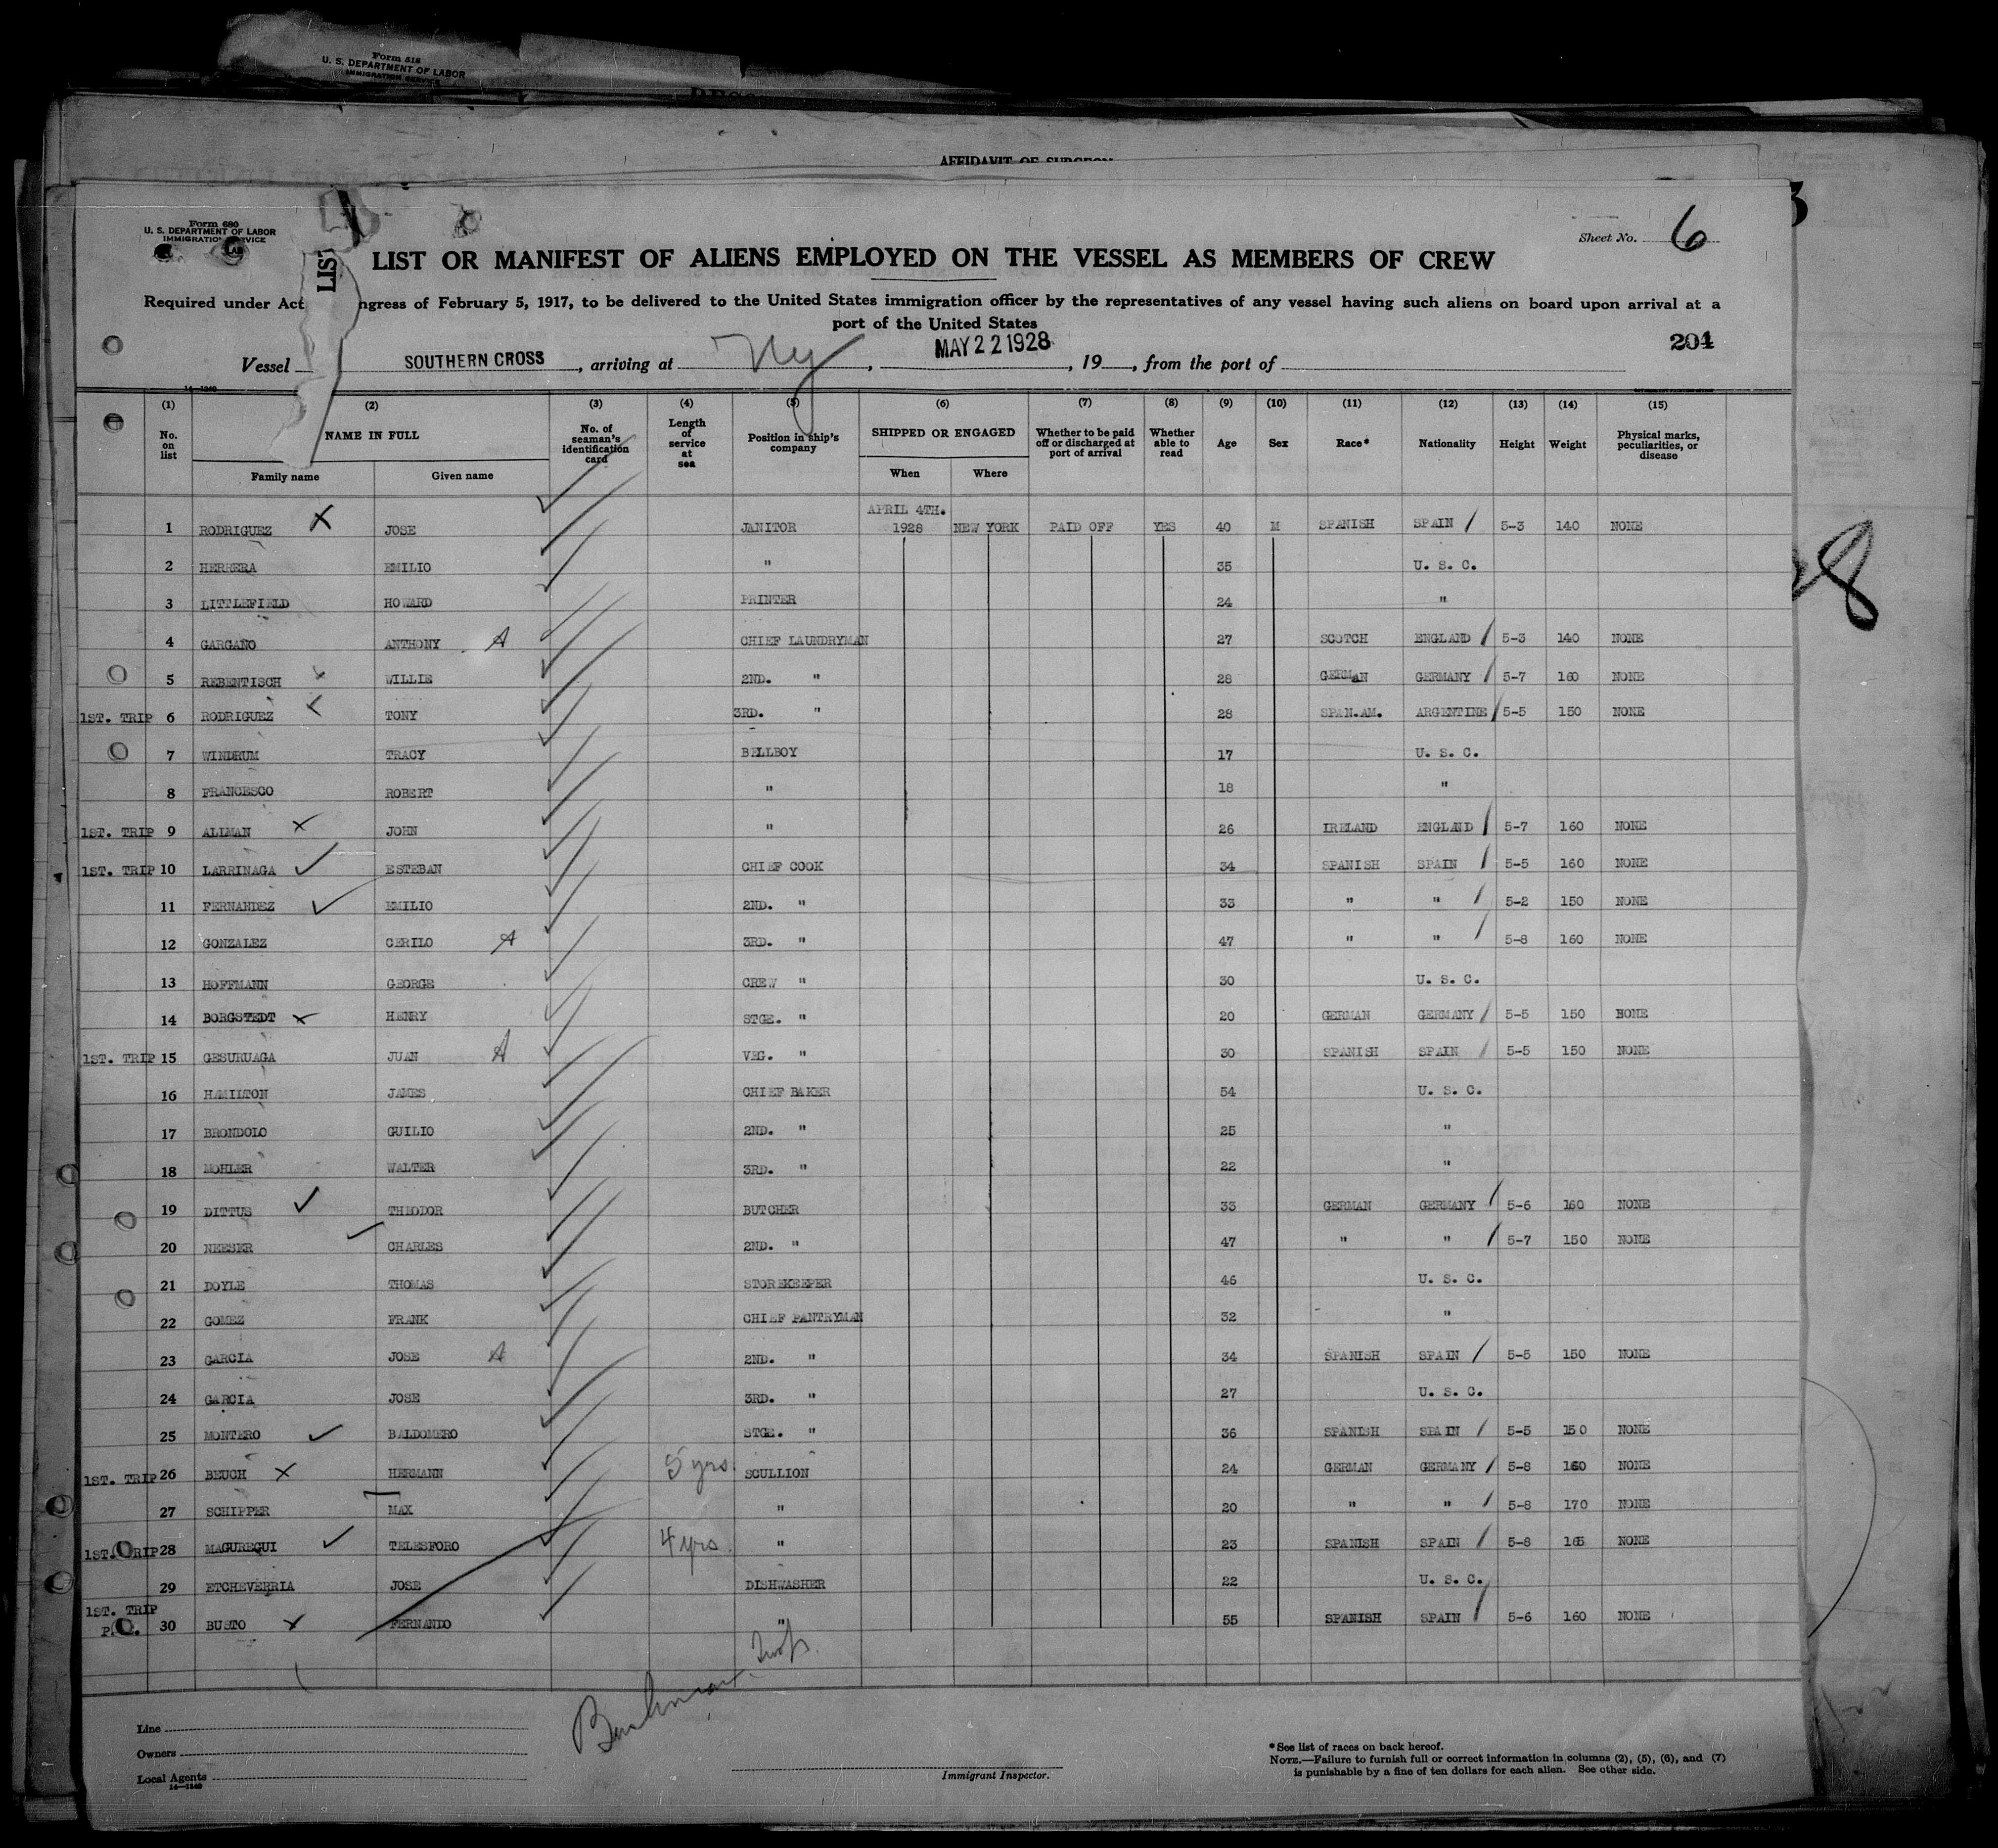 Form 516
U. S. DEPARTMENT OF LABOR
IMMIGRATION SERVICE
AFFIDAVIT OF SURGEON
Form 680
U. S. DEPARTMENT OF LABOR
IMMIGRATION SERVICE
Sheet No. 6
LIST
LIST OR MANIFEST OF ALIENS EMPLOYED ON THE VESSEL AS MEMBERS OF CREW
Required under Act ngress of February 5, 1917, to be delivered to the United States immigration officer by the representatives of any vessel having such aliens on board upon arrival at a
port of the United States
204
Vessel SOUTHERN CROSS, arriving at Ny, MAY 22 1928, 19, from the port of
14—1240
(1) (2) (3) (4) (5) (6) (7) (8) (9) (10) (11) (12) (13) (14) (15)
No. on list NAME IN FULL No. of seaman's identification card Length of service at sea Position in ship's company SHIPPED OR ENGAGED Whether to be paid off or discharged at port of arrival Whether able to read Age Sex Race* Nationality Height Weight Physical marks, peculiarities, or disease
Family name Given name When Where
1 RODRIGUEZ X JOSE JANITOR APRIL 4TH. 1928 NEW YORK PAID OFF YES 40 M SPANISH SPAIN 5-3 140 NONE
2 HERRERA EMILIO " 35 U. S. C.
3 LITTLEFIELD HOWARD PRINTER 24 "
4 GARGANO ANTHONY A CHIEF LAUNDRYMAN 27 SCOTCH ENGLAND 5-3 140 NONE
5 REBENTISCH X WILLIE 2ND. " 28 GERMAN GERMANY 5-7 160 NONE
1ST. TRIP 6 RODRIGUEZ X TONY 3RD. " 28 SPAN.AM. ARGENTINE 5-5 150 NONE
7 WINDRUM TRACY BELLBOY 17 U. S. C.
8 FRANCESCO ROBERT " 18 "
1ST. TRIP 9 ALLMAN X JOHN " 26 IRELAND ENGLAND 5-7 160 NONE
1ST. TRIP 10 LARRINAGA ✓ ESTEBAN CHIEF COOK 34 SPANISH SPAIN 5-5 160 NONE
11 FERNANDEZ ✓ EMILIO 2ND. " 33 " " 5-2 150 NONE
12 GONZALEZ CERILO A 3RD. " 47 " " 5-8 160 NONE
13 HOFFMANN GEORGE CREW " 30 U. S. C.
14 BORGSTEDT X HENRY STGE. " 20 GERMAN GERMANY 5-5 150 BONE
1ST. TRIP 15 GESURUAGA JUAN A VEG. " 30 SPANISH SPAIN 5-5 150 NONE
16 HAMILTON JAMES CHIEF BAKER 54 U. S. C.
17 BRONDOLO GUILIO 2ND. " 25 "
18 MOHLER WALTER 3RD. " 22 "
19 DITTUS ✓ THEODOR BUTCHER 33 GERMAN GERMANY 5-6 160 NONE
20 NEESER ✓ CHARLES 2ND. " 47 " " 5-7 150 NONE
21 DOYLE THOMAS STOREKEEPER 46 U. S. C.
22 GOMEZ FRANK CHIEF PANTRYMAN 32 "
23 GARCIA JOSE A 2ND. " 34 SPANISH SPAIN 5-5 150 NONE
24 GARCIA JOSE 3RD. " 27 U. S. C.
25 MONTERO ✓ BALDOMERO STGE. " 36 SPANISH SPAIN 5-5 150 NONE
1ST. TRIP 26 BEUCH X HERMANN 5 yrs. SCULLION 24 GERMAN GERMANY 5-8 160 NONE
27 SCHIPPER MAX " 20 " " 5-8 170 NONE
1ST. TRIP 28 MAGUREGUI ✓ TELESFORO 4 yrs. " 23 SPANISH SPAIN 5-8 165 NONE
29 ETCHEVERRIA JOSE DISHWASHER 22 U. S. C.
1ST. TRIP
30 BUSTO X FERNANDO " 55 SPANISH SPAIN 5-6 160 NONE
Line
Owners
Local Agents
14—1240
Immigrant Inspector.
*See list of races on back hereof.
NOTE.—Failure to furnish full or correct information in columns (2), (5), (6), and (7)
is punishable by a fine of ten dollars for each alien. See other side.